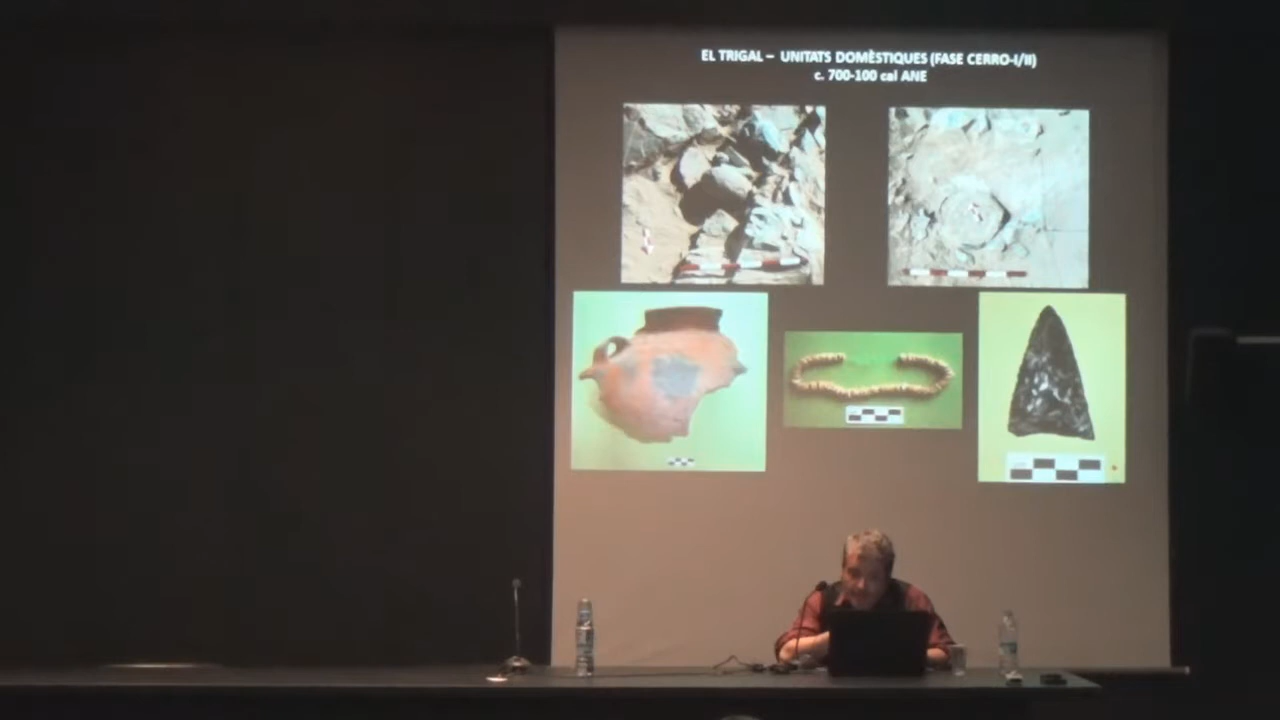 EL TRIGAL – UNITATS DOMÈSTIQUES (FASE CERRO-I/II)
c. 700-100 cal ANE